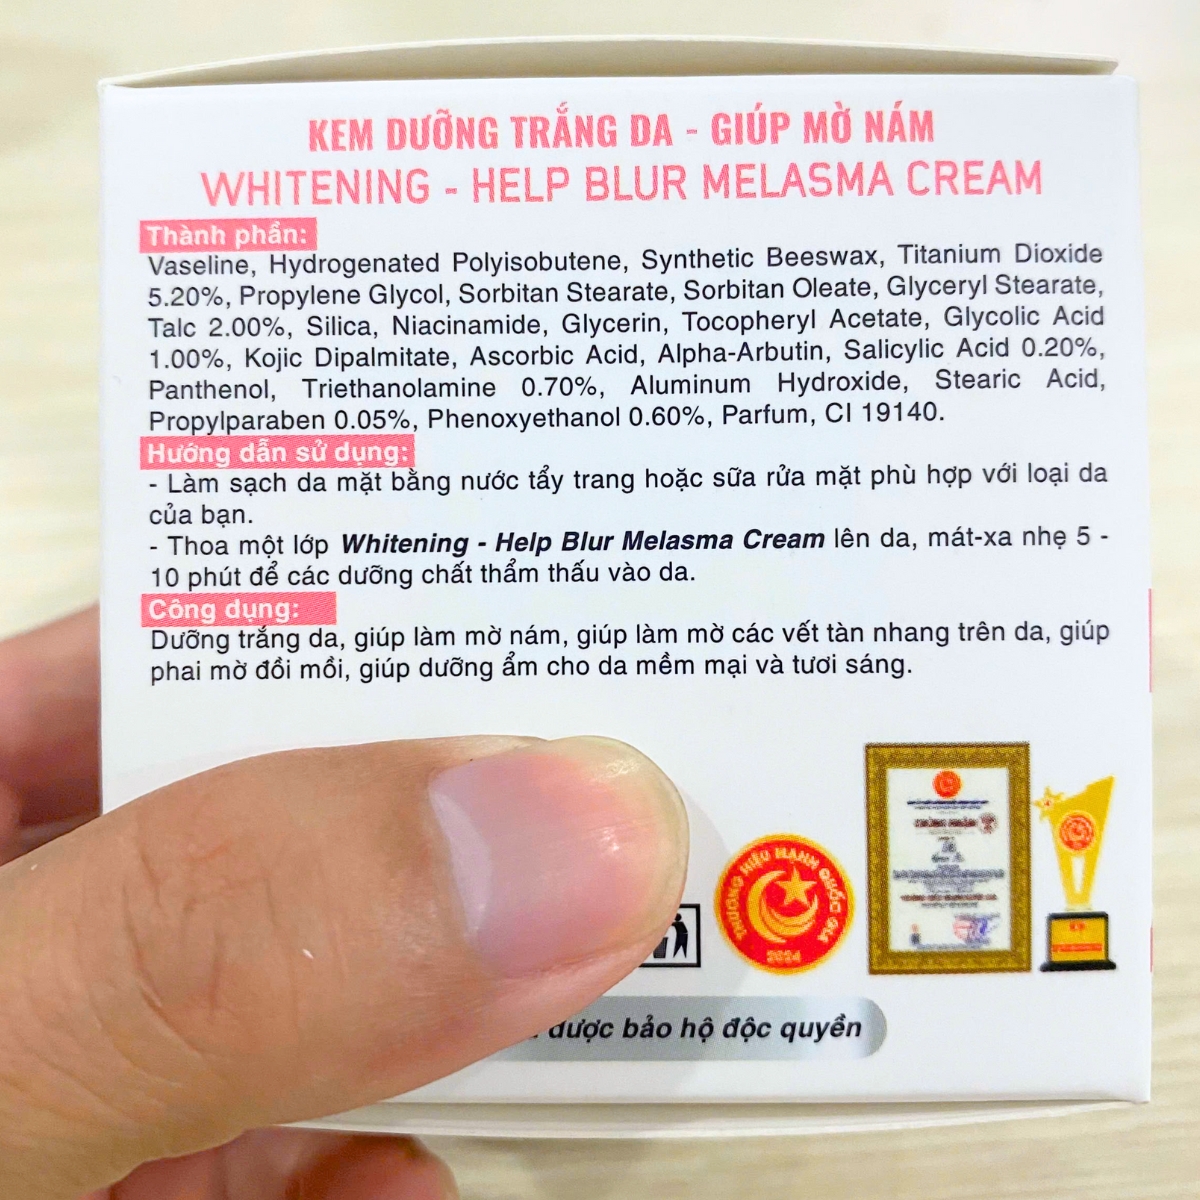 KEM DƯỠNG TRẮNG DA - GIÚP MỜ NÁM
WHITENING - HELP BLUR MELASMA CREAM
Thành phần:
Vaseline, Hydrogenated Polyisobutene, Synthetic Beeswax, Titanium Dioxide
5.20%, Propylene Glycol, Sorbitan Stearate, Sorbitan Oleate, Glyceryl Stearate,
Talc 2.00%, Silica, Niacinamide, Glycerin, Tocopheryl Acetate, Glycolic Acid
1.00%, Kojic Dipalmitate, Ascorbic Acid, Alpha-Arbutin, Salicylic Acid 0.20%,
Panthenol, Triethanolamine 0.70%, Aluminum Hydroxide, Stearic Acid,
Propylparaben 0.05%, Phenoxyethanol 0.60%, Parfum, CI 19140.
Hướng dẫn sử dụng:
- Làm sạch da mặt bằng nước tẩy trang hoặc sữa rửa mặt phù hợp với loại da
của bạn.
- Thoa một lớp Whitening - Help Blur Melasma Cream lên da, mát-xa nhẹ 5 -
10 phút để các dưỡng chất thẩm thấu vào da.
Công dụng:
Dưỡng trắng da, giúp làm mờ nám, giúp làm mờ các vết tàn nhang trên da, giúp
phai mờ đồi mồi, giúp dưỡng ẩm cho da mềm mại và tươi sáng.
THƯƠNG HIỆU MẠNH QUỐC GIA
2024
được bảo hộ độc quyền